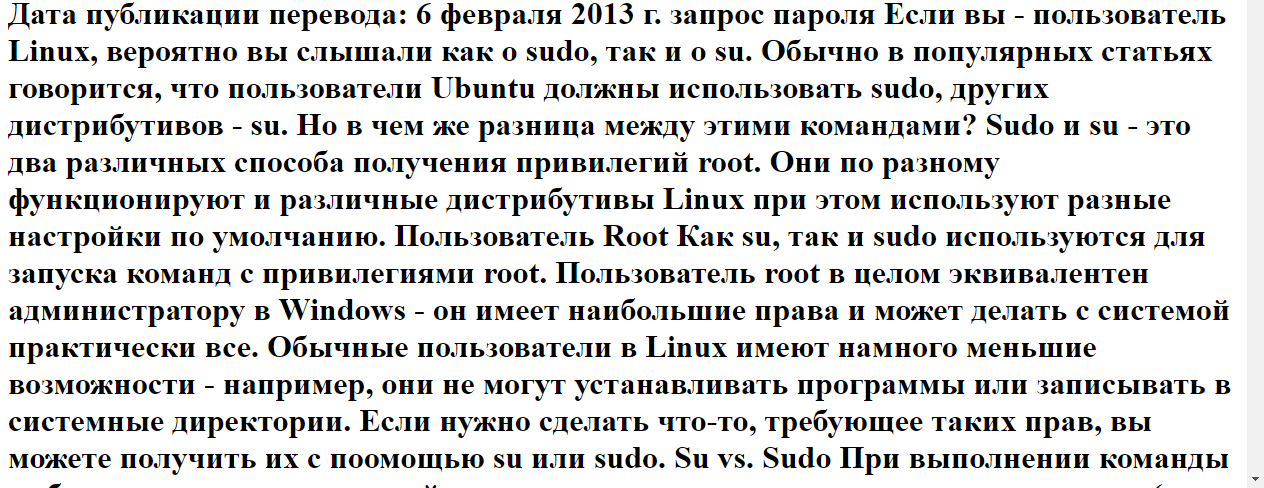 Дата публикации перевода: 6 февраля 2013 г. запрос пароля Если вы - пользователь
Linux, вероятно вы слышали как о sudo, так и о su. Обычно в популярных статьях
говорится, что пользователи Ubuntu должны использовать sudo, других
дистрибутивов - su. Но в чем же разница между этими командами? Sudo и su - это
два различных способа получения привилегий root. Они по разному
функционируют и различные дистрибутивы Linux при этом используют разные
настройки по умолчанию. Пользователь Root Как su, так и sudo используются для
запуска команд с привилегиями root. Пользователь root в целом эквивалентен
администратору в Windows - он имеет наибольшие права и может делать с системой
практически все. Обычные пользователи в Linux имеют намного меньшие
возможности - например, они не могут устанавливать программы или записывать в
системные директории. Если нужно сделать что-то, требующее таких прав, вы
можете получить их с поомощью su или sudo. Su vs. Sudo При выполнении команды